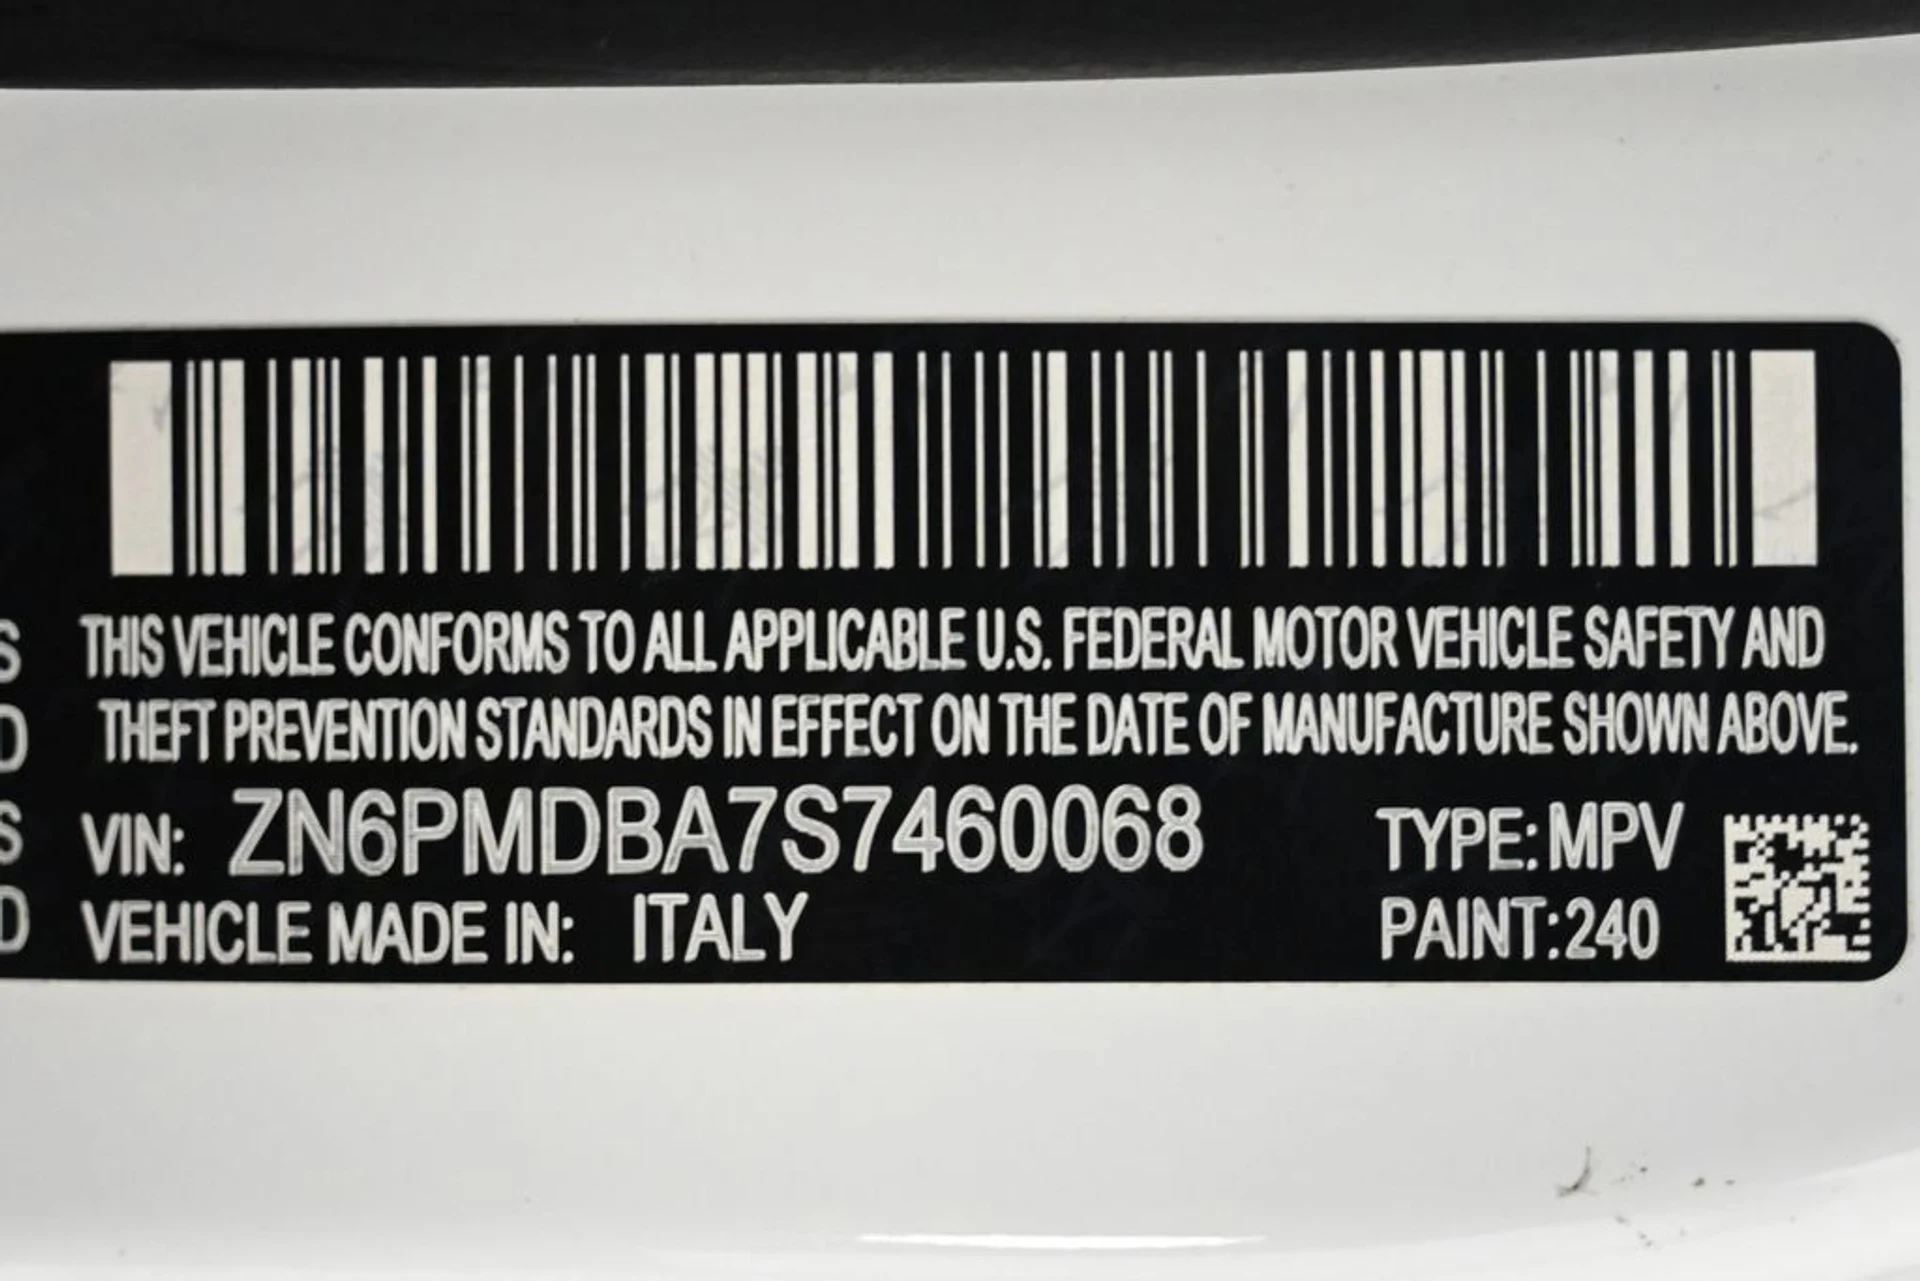 S THIS VEHICLE CONFORMS TO ALL APPLICABLE U.S. FEDERAL MOTOR VEHICLE SAFETY AND
D THEFT PREVENTION STANDARDS IN EFFECT ON THE DATE OF MANUFACTURE SHOWN ABOVE.
S VIN: ZN6PMDBA7S7460068 TYPE: MPV
D VEHICLE MADE IN: ITALY PAINT: 240